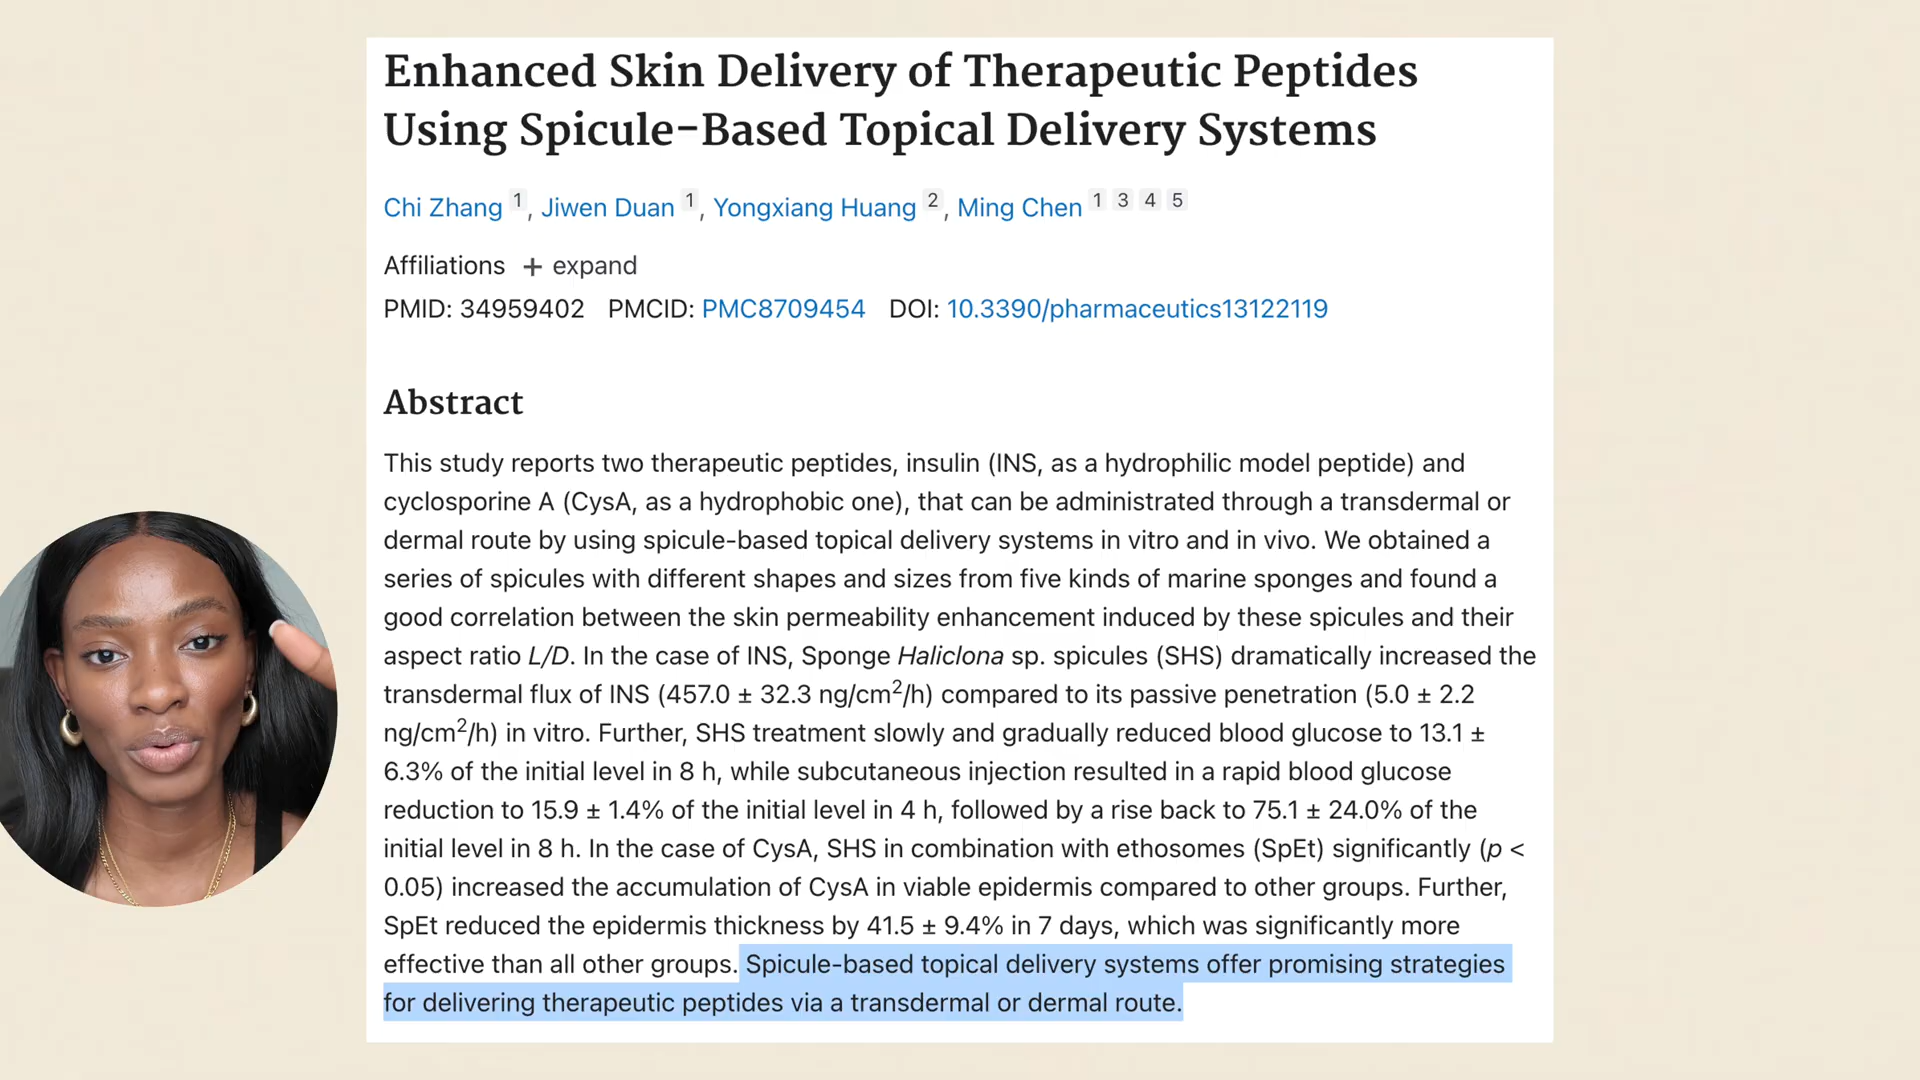 Enhanced Skin Delivery of Therapeutic Peptides
Using Spicule-Based Topical Delivery Systems
Chi Zhang 1, Jiwen Duan 1, Yongxiang Huang 2, Ming Chen 1 3 4 5
Affiliations + expand
PMID: 34959402 PMCID: PMC8709454 DOI: 10.3390/pharmaceutics13122119
Abstract
This study reports two therapeutic peptides, insulin (INS, as a hydrophilic model peptide) and
cyclosporine A (CysA, as a hydrophobic one), that can be administrated through a transdermal or
dermal route by using spicule-based topical delivery systems in vitro and in vivo. We obtained a
series of spicules with different shapes and sizes from five kinds of marine sponges and found a
good correlation between the skin permeability enhancement induced by these spicules and their
aspect ratio L/D. In the case of INS, Sponge Haliclona sp. spicules (SHS) dramatically increased the
transdermal flux of INS (457.0 ± 32.3 ng/cm2/h) compared to its passive penetration (5.0 ± 2.2
ng/cm2/h) in vitro. Further, SHS treatment slowly and gradually reduced blood glucose to 13.1 ±
6.3% of the initial level in 8 h, while subcutaneous injection resulted in a rapid blood glucose
reduction to 15.9 ± 1.4% of the initial level in 4 h, followed by a rise back to 75.1 ± 24.0% of the
initial level in 8 h. In the case of CysA, SHS in combination with ethosomes (SpEt) significantly (p <
0.05) increased the accumulation of CysA in viable epidermis compared to other groups. Further,
SpEt reduced the epidermis thickness by 41.5 ± 9.4% in 7 days, which was significantly more
effective than all other groups. Spicule-based topical delivery systems offer promising strategies
for delivering therapeutic peptides via a transdermal or dermal route.